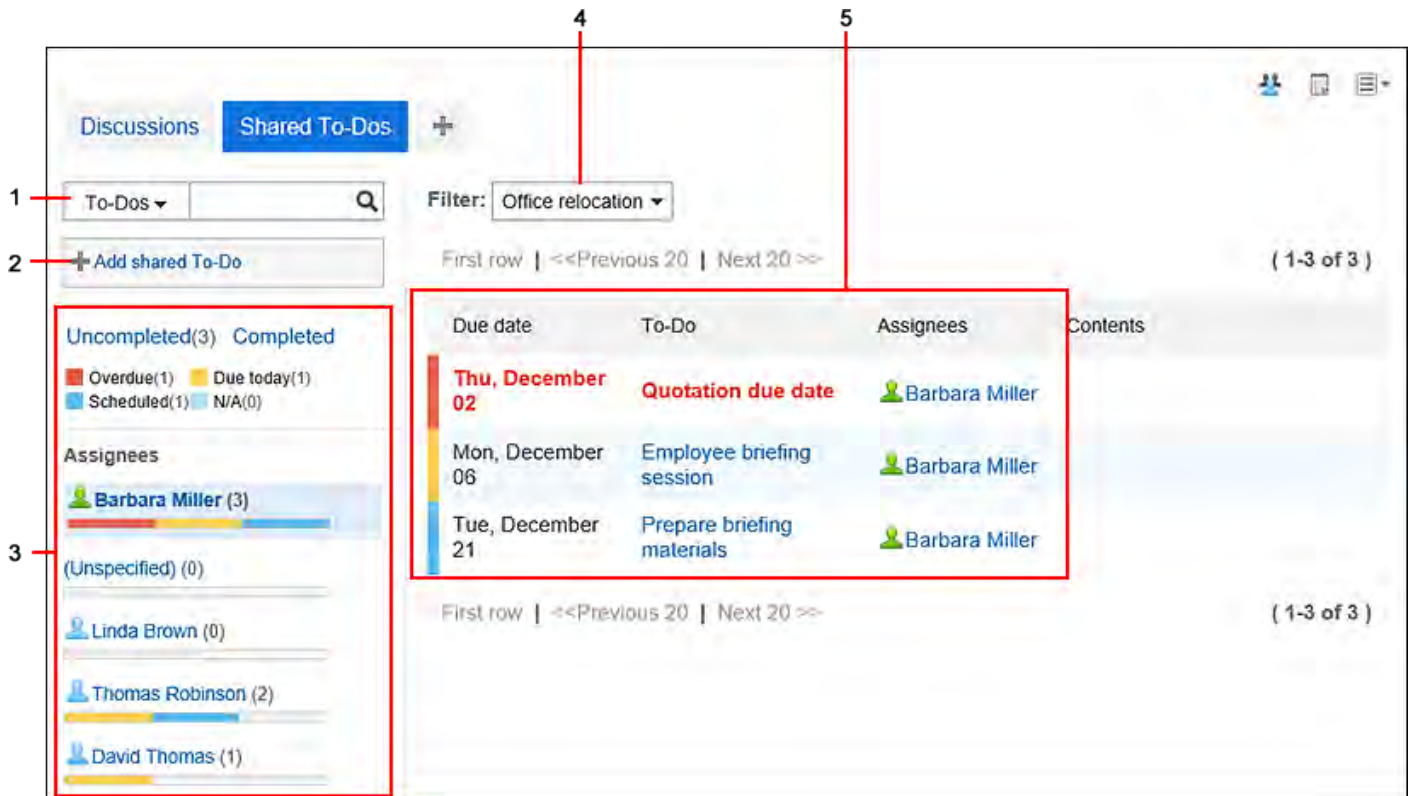 4 5
Discussions Shared To-Dos
1 To-Dos Filter: Office relocation
2 Add shared To-Do First row | <<Previous 20 | Next 20 >> ( 1-3 of 3 )
Due date To-Do Assignees Contents
Uncompleted(3) Completed
Overdue(1) Due today(1)
Scheduled(1) N/A(0)
Thu, December
02
Quotation due date Barbara Miller
Assignees
Mon, December
06
Employee briefing
session
Barbara Miller
Barbara Miller (3)
Tue, December
21
Prepare briefing
materials
Barbara Miller
3
(Unspecified) (0)
First row | <<Previous 20 | Next 20 >> ( 1-3 of 3 )
Linda Brown (0)
Thomas Robinson (2)
David Thomas (1)